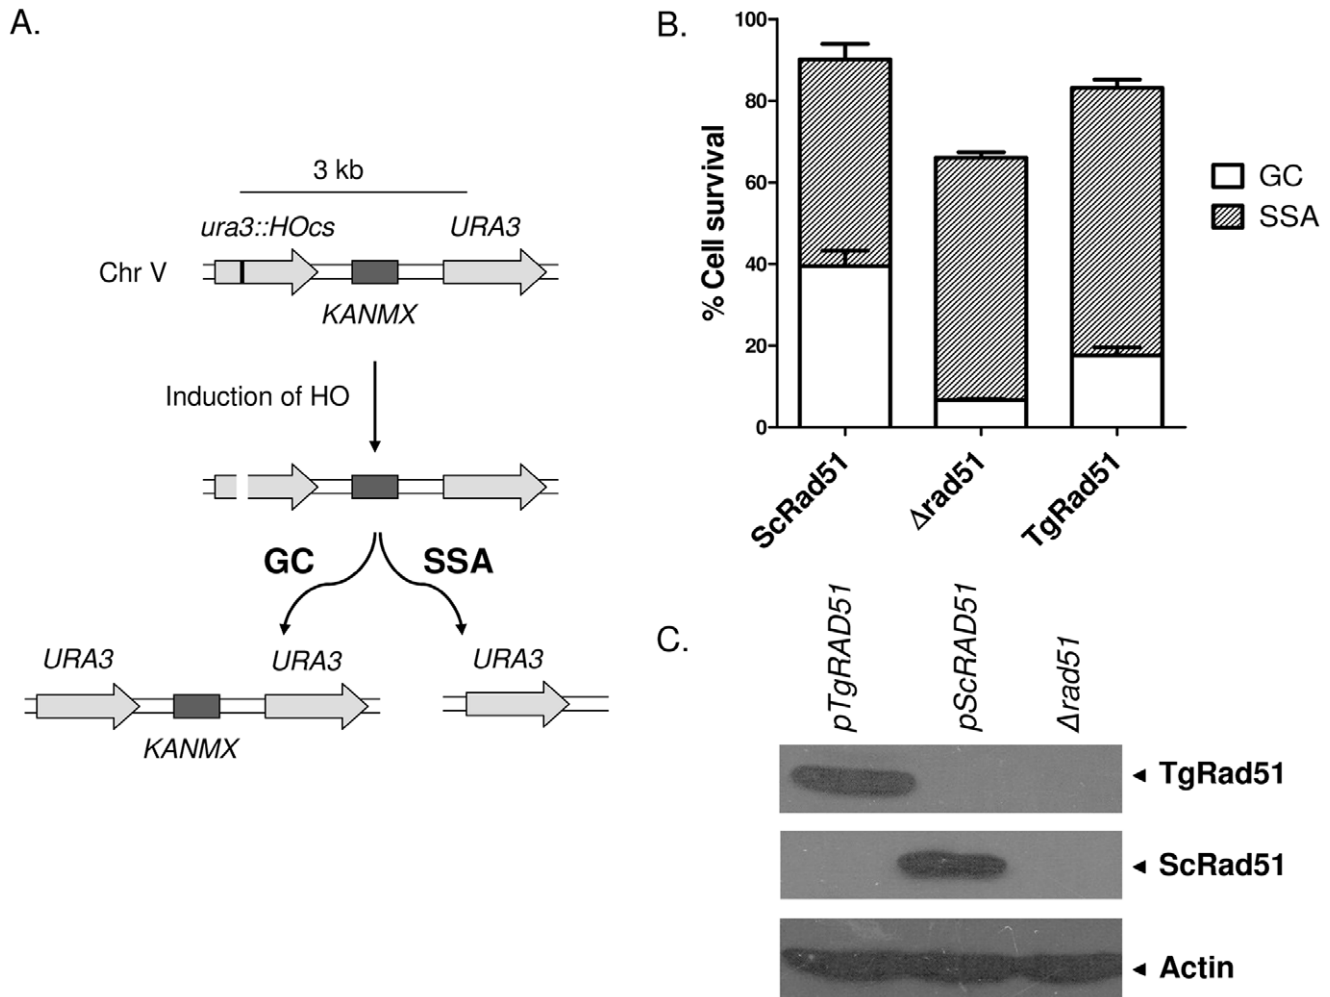 A.
3 kb
ura3::HOcs
URA3
Chr V
KANMX
Induction of HO
GC
SSA
URA3
URA3
URA3
KANMX
B.
% Cell survival
100
80
60
40
20
0
ScRad51
Δrad51
TgRad51
GC
SSA
C.
pTgRAD51
pScRAD51
Δrad51
TgRad51
ScRad51
Actin